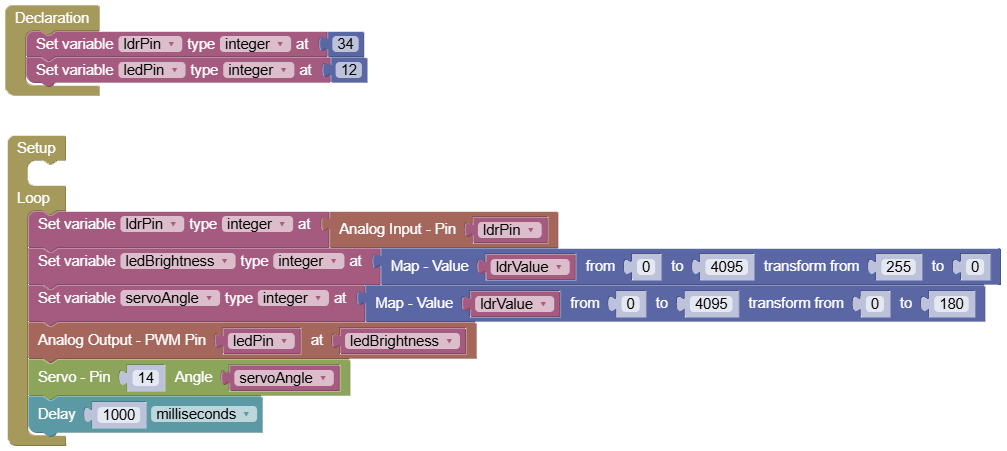 Declaration
Set variable ldrPin type integer at 34
Set variable ledPin type integer at 12
Setup
Loop
Set variable ldrPin type integer at Analog Input - Pin ldrPin
Set variable ledBrightness type integer at Map - Value ldrValue from 0 to 4095 transform from 255 to 0
Set variable servoAngle type integer at Map - Value ldrValue from 0 to 4095 transform from 0 to 180
Analog Output - PWM Pin ledPin at ledBrightness
Servo - Pin 14 Angle servoAngle
Delay 1000 milliseconds